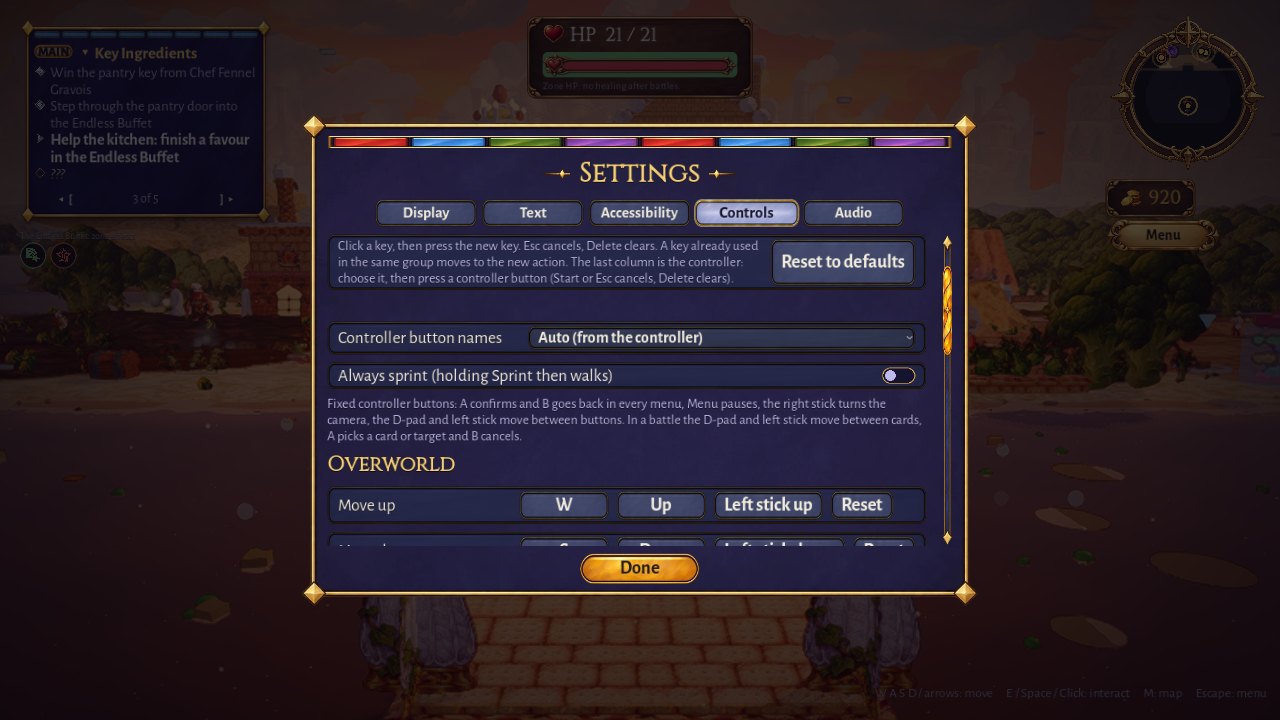 MAIN ▾ Key Ingredients
Win the pantry key from Chef Fennel
Gravois
Step through the pantry door into
the Endless Buffet
Help the kitchen: finish a favour
in the Endless Buffet
???
3 of 5
HP 21 / 21
Zone HP: no healing after battles.
920
Menu
SETTINGS
Display
Text
Accessibility
Controls
Audio
Click a key, then press the new key. Esc cancels, Delete clears. A key already used
in the same group moves to the new action. The last column is the controller:
choose it, then press a controller button (Start or Esc cancels, Delete clears).
Reset to defaults
Controller button names
Auto (from the controller)
Always sprint (holding Sprint then walks)
Fixed controller buttons: A confirms and B goes back in every menu, Menu pauses, the right stick turns the
camera, the D-pad and left stick move between buttons. In a battle the D-pad and left stick move between cards,
A picks a card or target and B cancels.
OVERWORLD
Move up
W
Up
Left stick up
Reset
Done
W A S D / arrows: move E / Space / Click: interact M: map Escape: menu